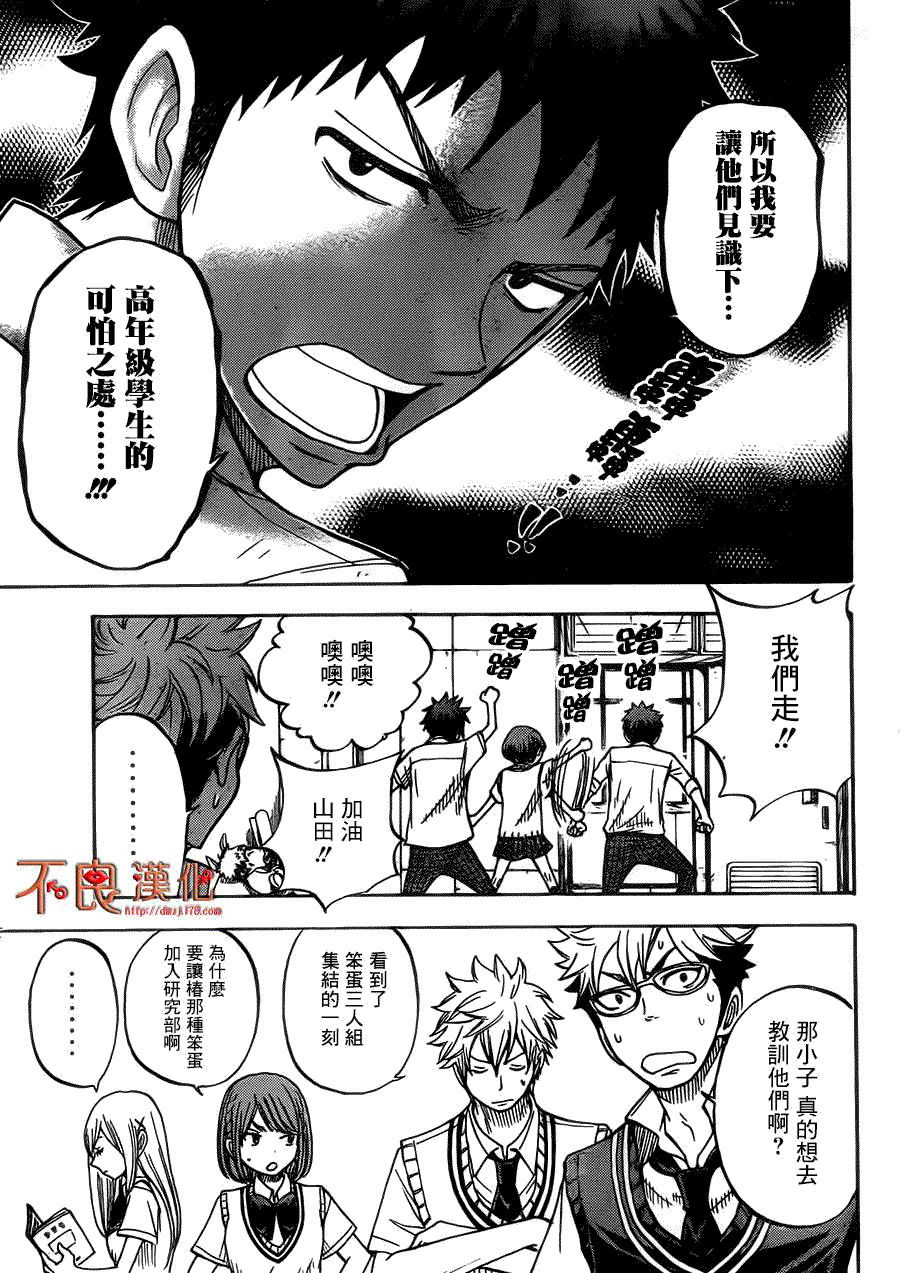 所以我要
讓他們見識下…
高年級學生的
可怕之處……!!!
我們走!!
蹭蹭
蹭蹭
蹭蹭
噢噢
噢噢!!
加油
山田!!
………
不良漢化
http://dmzj178.com
那小子 真的想去
教訓他們啊?
看到了
笨蛋三人組
集結的一刻
為什麼
要讓椿那種笨蛋
加入研究部啊
………